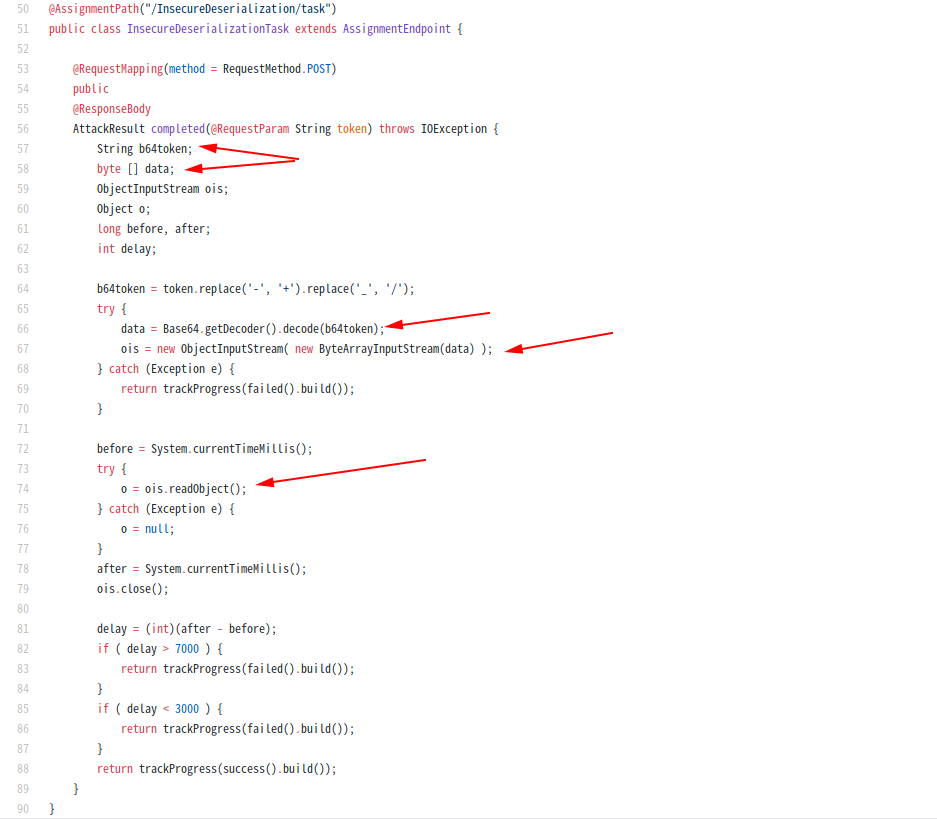 50 @AssignmentPath("/InsecureDeserialization/task")
51 public class InsecureDeserializationTask extends AssignmentEndpoint {
52
53     @RequestMapping(method = RequestMethod.POST)
54     public
55     @ResponseBody
56     AttackResult completed(@RequestParam String token) throws IOException {
57         String b64token;
58         byte [] data;
59         ObjectInputStream ois;
60         Object o;
61         long before, after;
62         int delay;
63
64         b64token = token.replace('-', '+').replace('_', '/');
65         try {
66             data = Base64.getDecoder().decode(b64token);
67             ois = new ObjectInputStream( new ByteArrayInputStream(data) );
68         } catch (Exception e) {
69             return trackProgress(failed().build());
70         }
71
72         before = System.currentTimeMillis();
73         try {
74             o = ois.readObject();
75         } catch (Exception e) {
76             o = null;
77         }
78         after = System.currentTimeMillis();
79         ois.close();
80
81         delay = (int)(after - before);
82         if ( delay > 7000 ) {
83             return trackProgress(failed().build());
84         }
85         if ( delay < 3000 ) {
86             return trackProgress(failed().build());
87         }
88         return trackProgress(success().build());
89     }
90 }